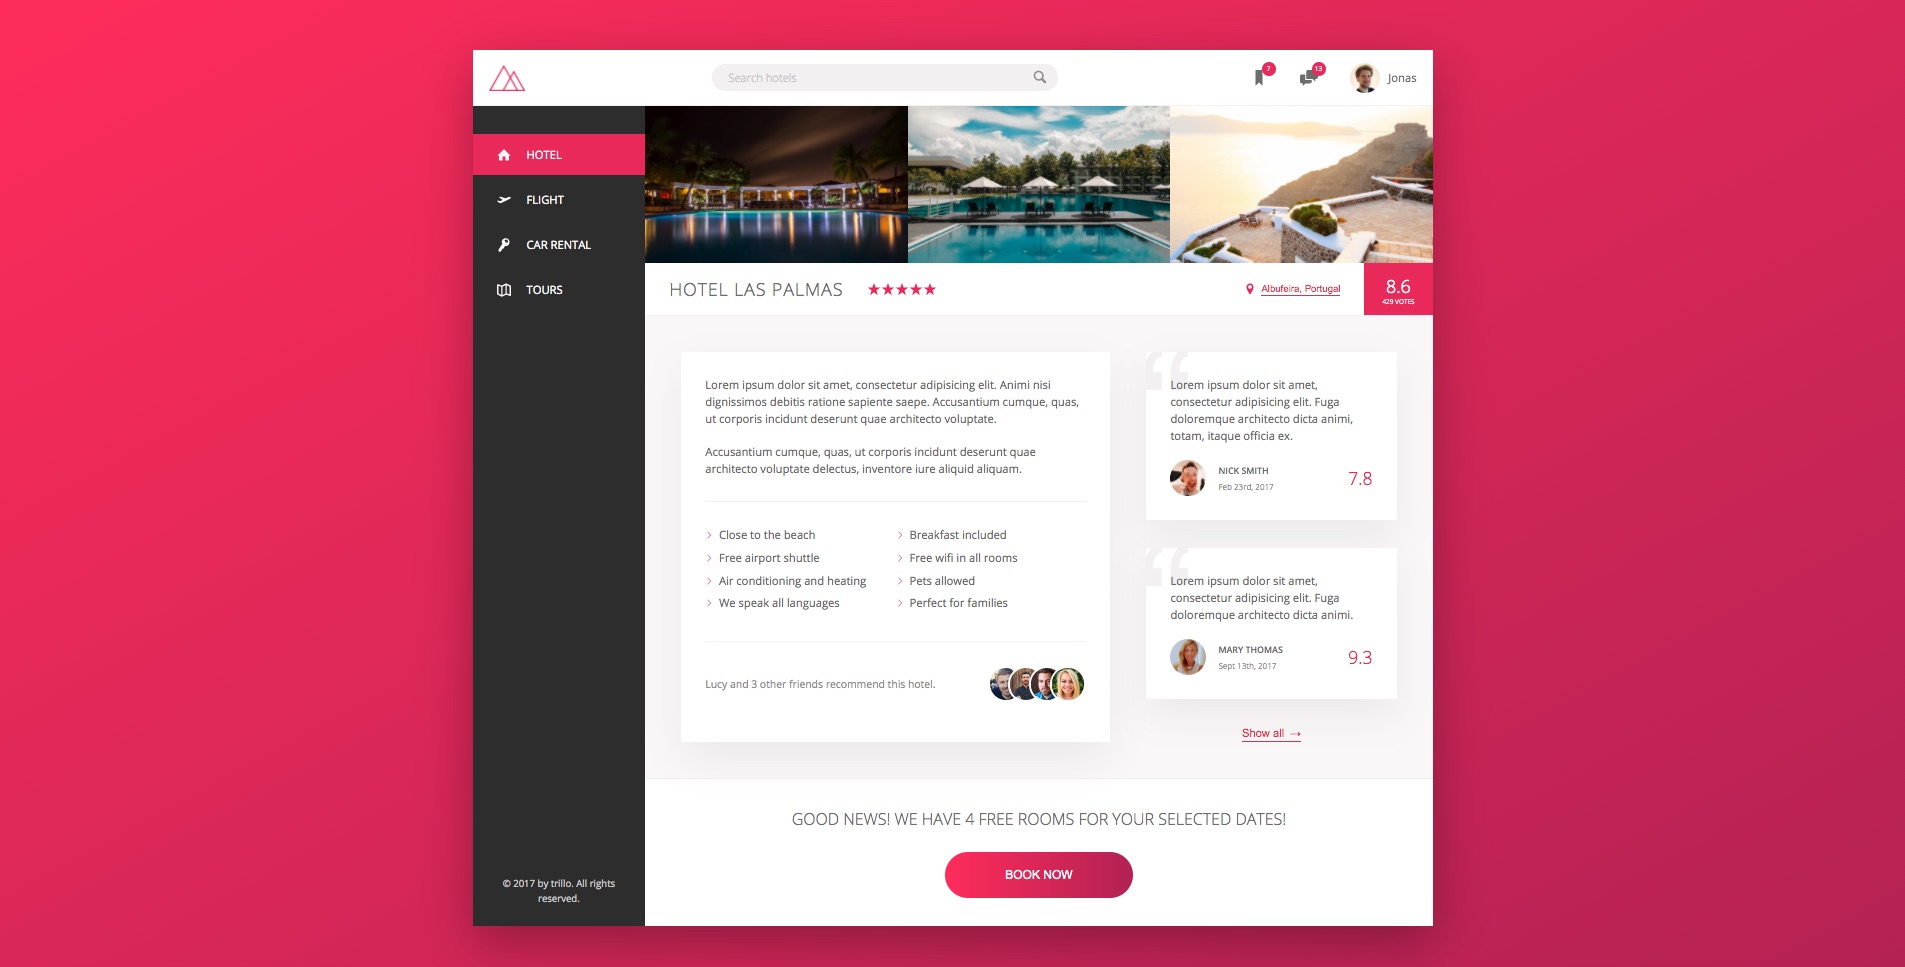 Search hotels
7
13
Jonas
HOTEL
FLIGHT
CAR RENTAL
TOURS
© 2017 by trillo. All rights
reserved.
HOTEL LAS PALMAS
Albufeira, Portugal
8.6
429 VOTES
Lorem ipsum dolor sit amet, consectetur adipisicing elit. Animi nisi
dignissimos debitis ratione sapiente saepe. Accusantium cumque, quas,
ut corporis incidunt deserunt quae architecto voluptate.
Accusantium cumque, quas, ut corporis incidunt deserunt quae
architecto voluptate delectus, inventore iure aliquid aliquam.
Close to the beach
Free airport shuttle
Air conditioning and heating
We speak all languages
Breakfast included
Free wifi in all rooms
Pets allowed
Perfect for families
Lucy and 3 other friends recommend this hotel.
“
Lorem ipsum dolor sit amet,
consectetur adipisicing elit. Fuga
doloremque architecto dicta animi,
totam, itaque officia ex.
NICK SMITH
Feb 23rd, 2017
7.8
“
Lorem ipsum dolor sit amet,
consectetur adipisicing elit. Fuga
doloremque architecto dicta animi.
MARY THOMAS
Sept 13th, 2017
9.3
Show all →
GOOD NEWS! WE HAVE 4 FREE ROOMS FOR YOUR SELECTED DATES!
BOOK NOW